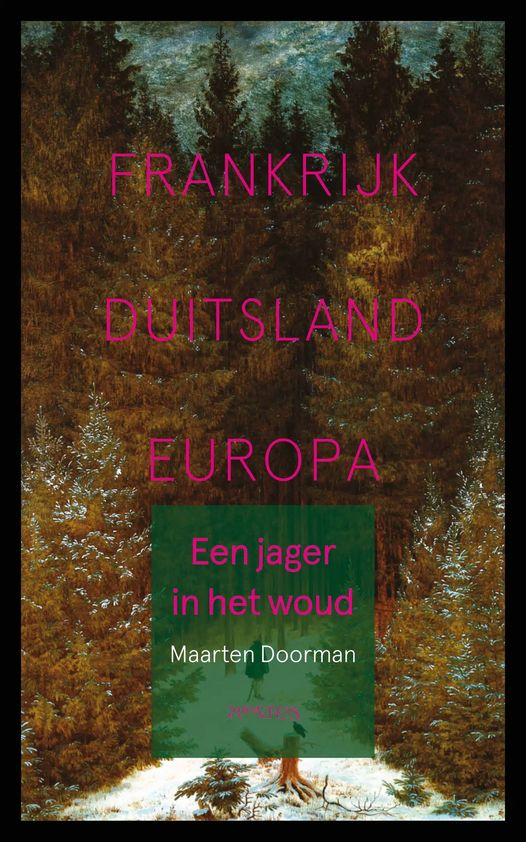 FRANKRIJK
DUITSLAND
EUROPA
Een jager
in het woud
Maarten Doorman